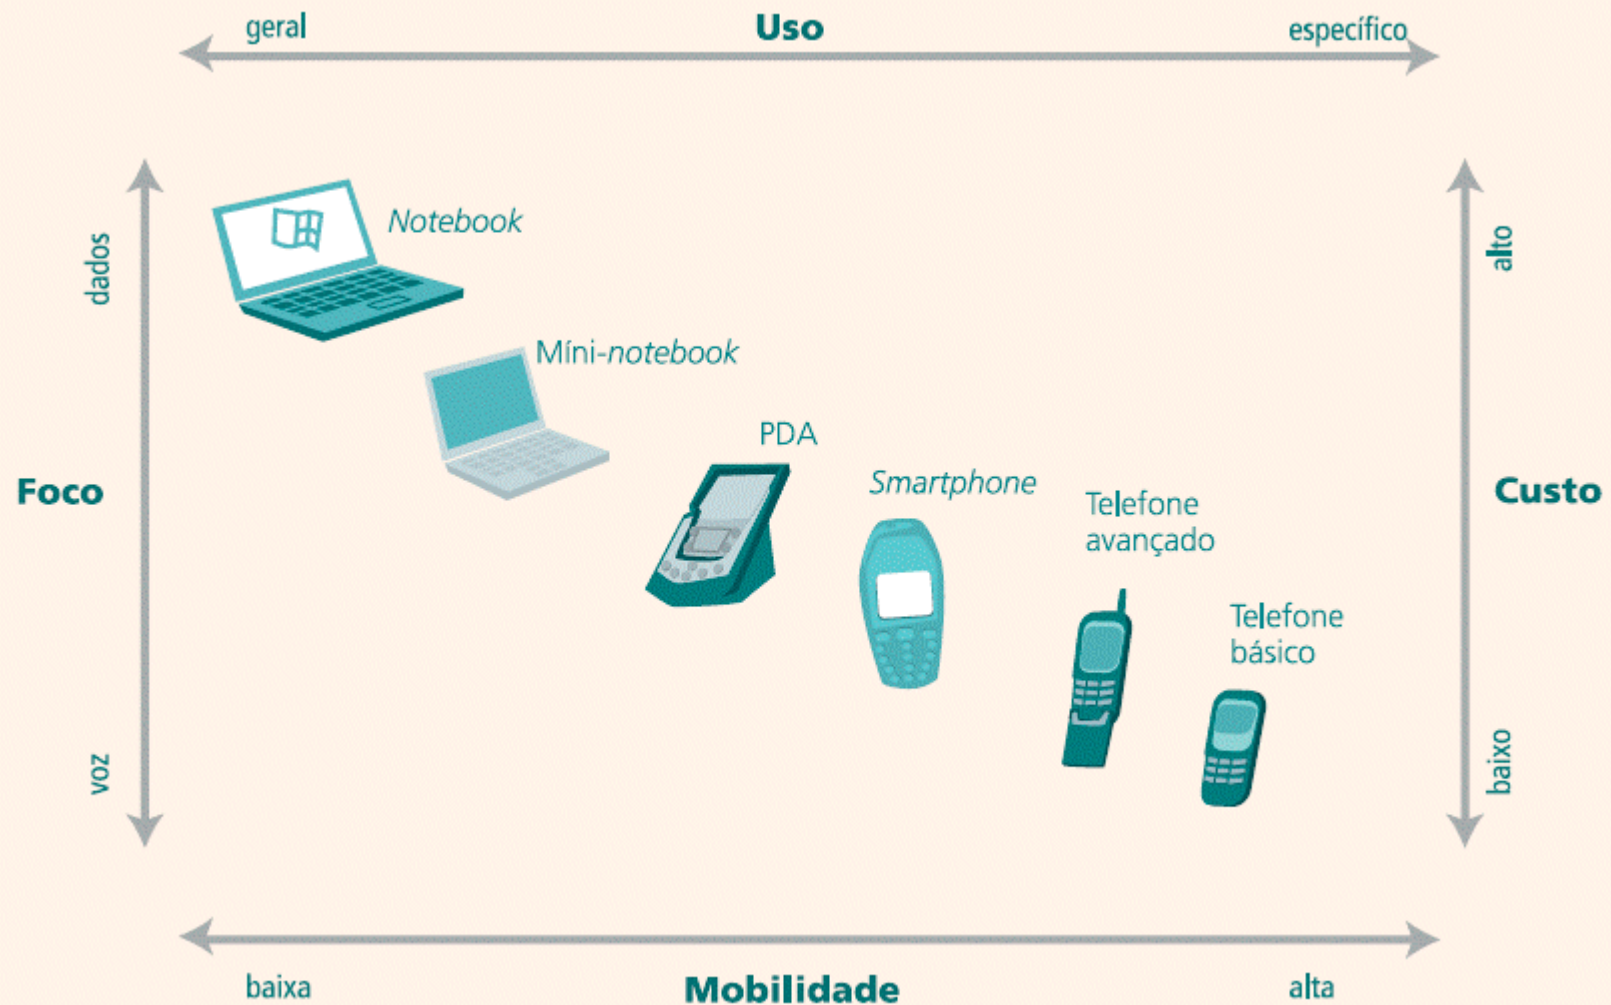 geral
Uso
específico
dados
Notebook
alto
Míni-notebook
PDA
Smartphone
Foco
Custo
Telefone
avançado
Telefone
básico
voz
baixo
baixa
Mobilidade
alta